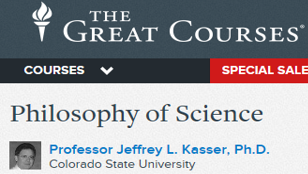 THE
GREAT COURSES®
COURSES
SPECIAL SALE
Philosophy of Science
Professor Jeffrey L. Kasser, Ph.D.
Colorado State University